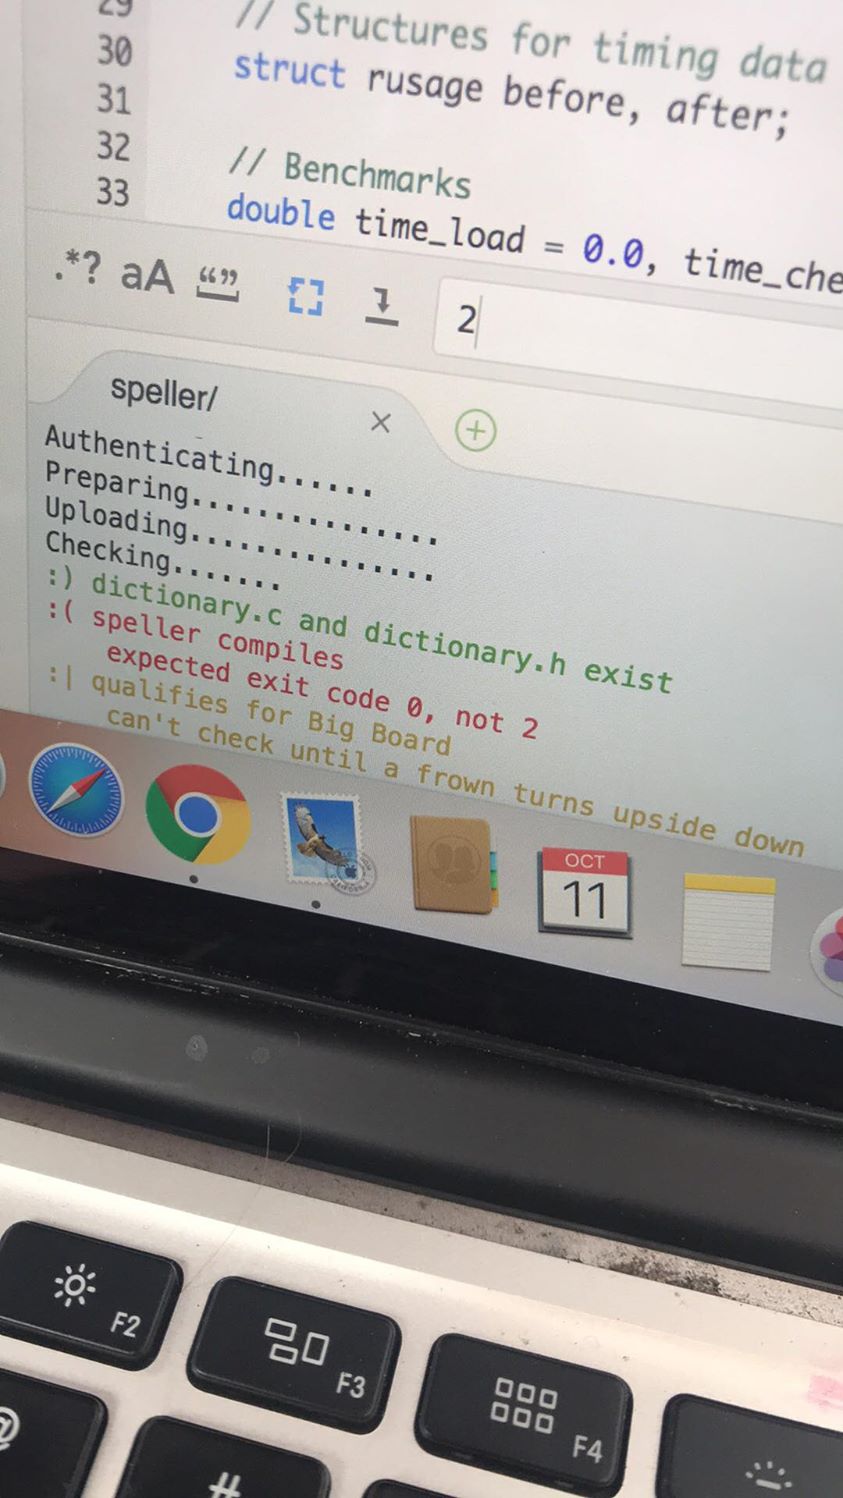 29 // Structures for timing data
30 struct rusage before, after;
31
32 // Benchmarks
33 double time_load = 0.0, time_che
.*? aA “” 2
speller/ × +
Authenticating......
Preparing...............
Uploading...............
Checking.......
:) dictionary.c and dictionary.h exist
:( speller compiles
expected exit code 0, not 2
:| qualifies for Big Board
can't check until a frown turns upside down
OCT
11
F2
F3
F4
@
#